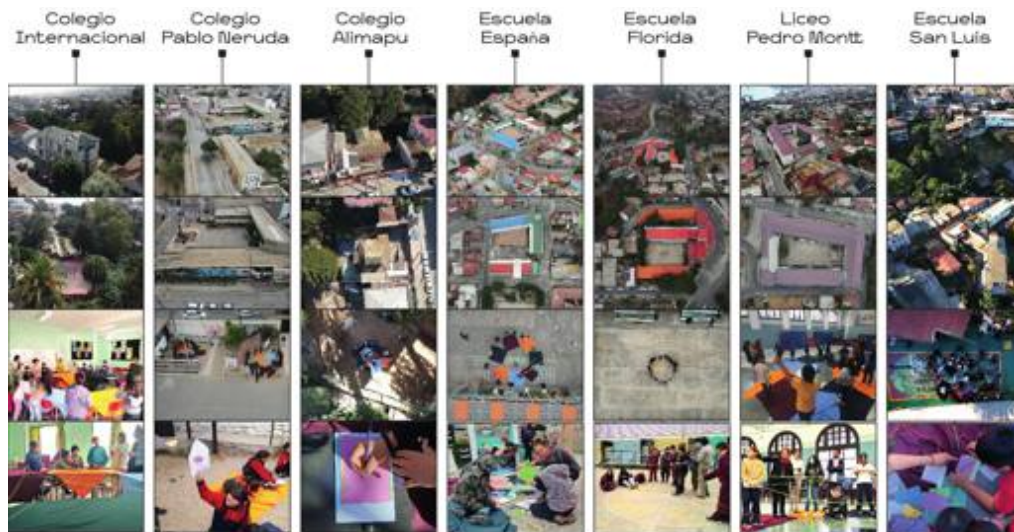 Colegio
Internacional
Colegio
Pablo Neruda
Colegio
Alimapu
Escuela
España
Escuela
Florida
Liceo
Pedro Montt
Escuela
San Luis